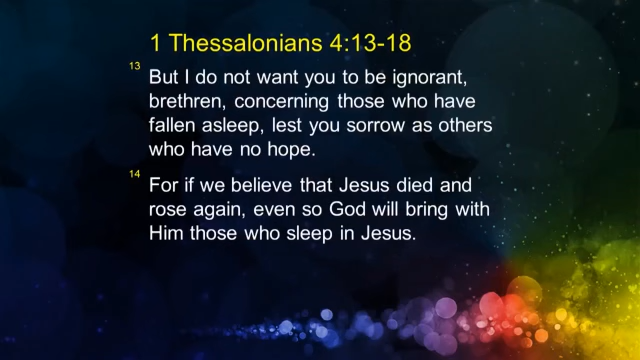 1 Thessalonians 4:13-18
13 But I do not want you to be ignorant,
brethren, concerning those who have
fallen asleep, lest you sorrow as others
who have no hope.
14 For if we believe that Jesus died and
rose again, even so God will bring with
Him those who sleep in Jesus.